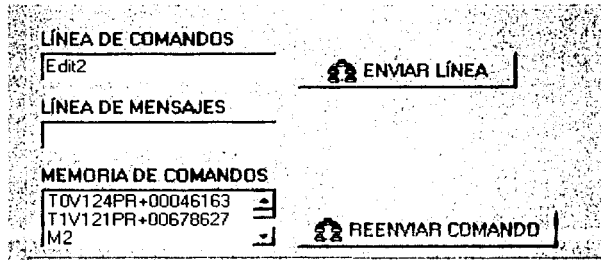 LÍNEA DE COMANDOS
Edit2
ENVIAR LÍNEA
LÍNEA DE MENSAJES
MEMORIA DE COMANDOS
T0V124PR+00046163
T1V121PR+00678627
M2
REENVIAR COMANDO